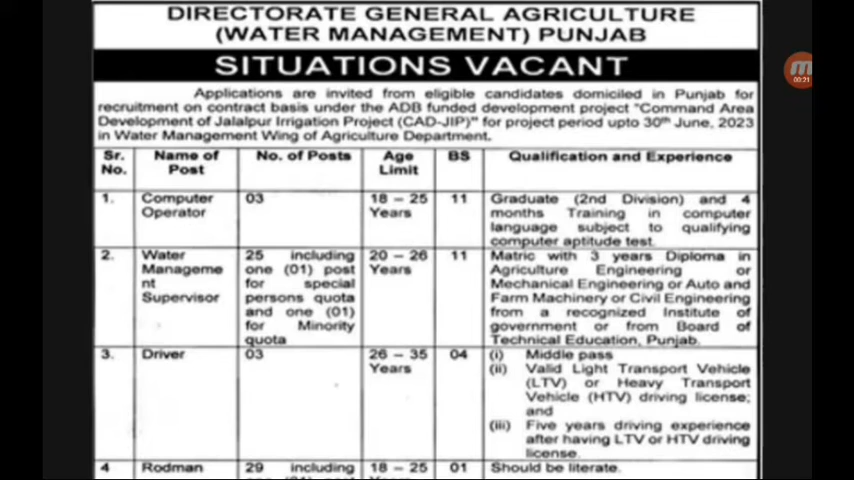 DIRECTORATE GENERAL AGRICULTURE
(WATER MANAGEMENT) PUNJAB
SITUATIONS VACANT
00:21
Applications are invited from eligible candidates domiciled in Punjab for
recruitment on contract basis under the ADB funded development project "Command Area
Development of Jalalpur Irrigation Project (CAD-JIP)" for project period upto 30th June, 2023
in Water Management Wing of Agriculture Department.
Sr. No. Name of Post No. of Posts Age Limit BS Qualification and Experience
1. Computer Operator 03 18 – 25 Years 11 Graduate (2nd Division) and 4
months Training in computer
language subject to qualifying
computer aptitude test.
2. Water Manageme nt Supervisor 25 including one (01) post for special persons quota and one (01) for Minority quota 20 – 26 Years 11 Matric with 3 years Diploma in
Agriculture Engineering or
Mechanical Engineering or Auto and
Farm Machinery or Civil Engineering
from a recognized Institute of
government or from Board of
Technical Education, Punjab.
3. Driver 03 26 – 35 Years 04 (i) Middle pass
(ii) Valid Light Transport Vehicle
(LTV) or Heavy Transport
Vehicle (HTV) driving license;
and
(iii) Five years driving experience
after having LTV or HTV driving
license.
4 Rodman 29 including 18 – 25 01 Should be literate.